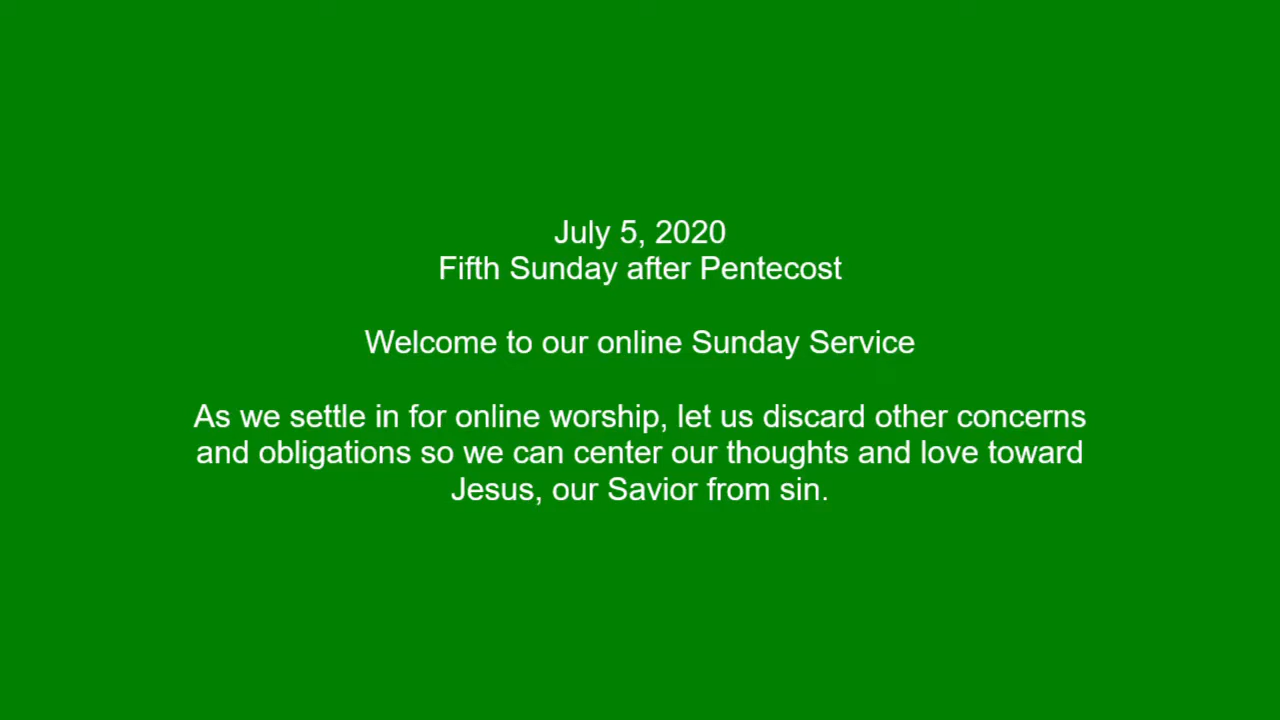 July 5, 2020
Fifth Sunday after Pentecost
Welcome to our online Sunday Service
As we settle in for online worship, let us discard other concerns
and obligations so we can center our thoughts and love toward
Jesus, our Savior from sin.